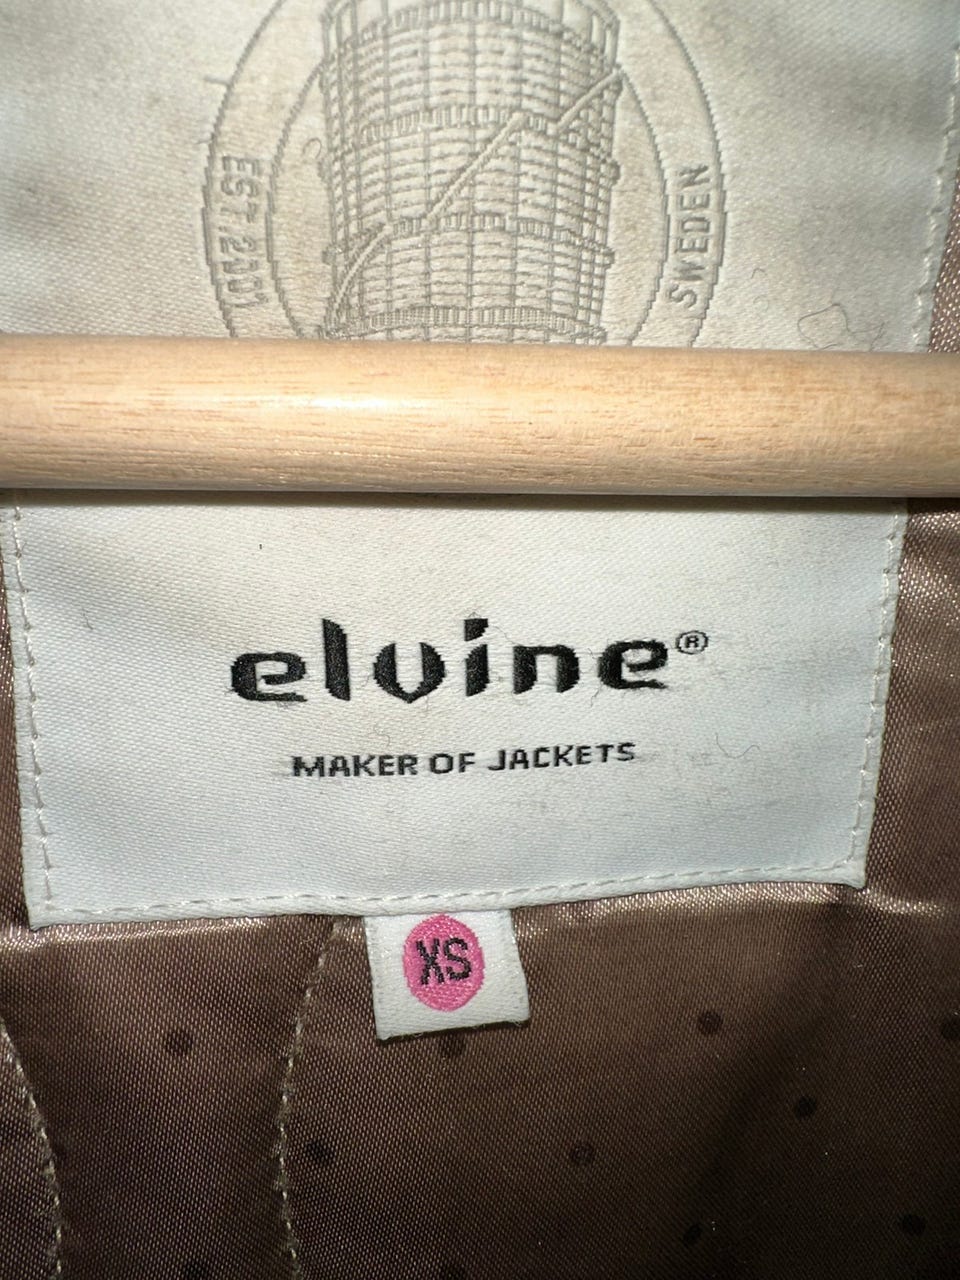 EST. 2001
SWEDEN
elvine®
MAKER OF JACKETS
XS